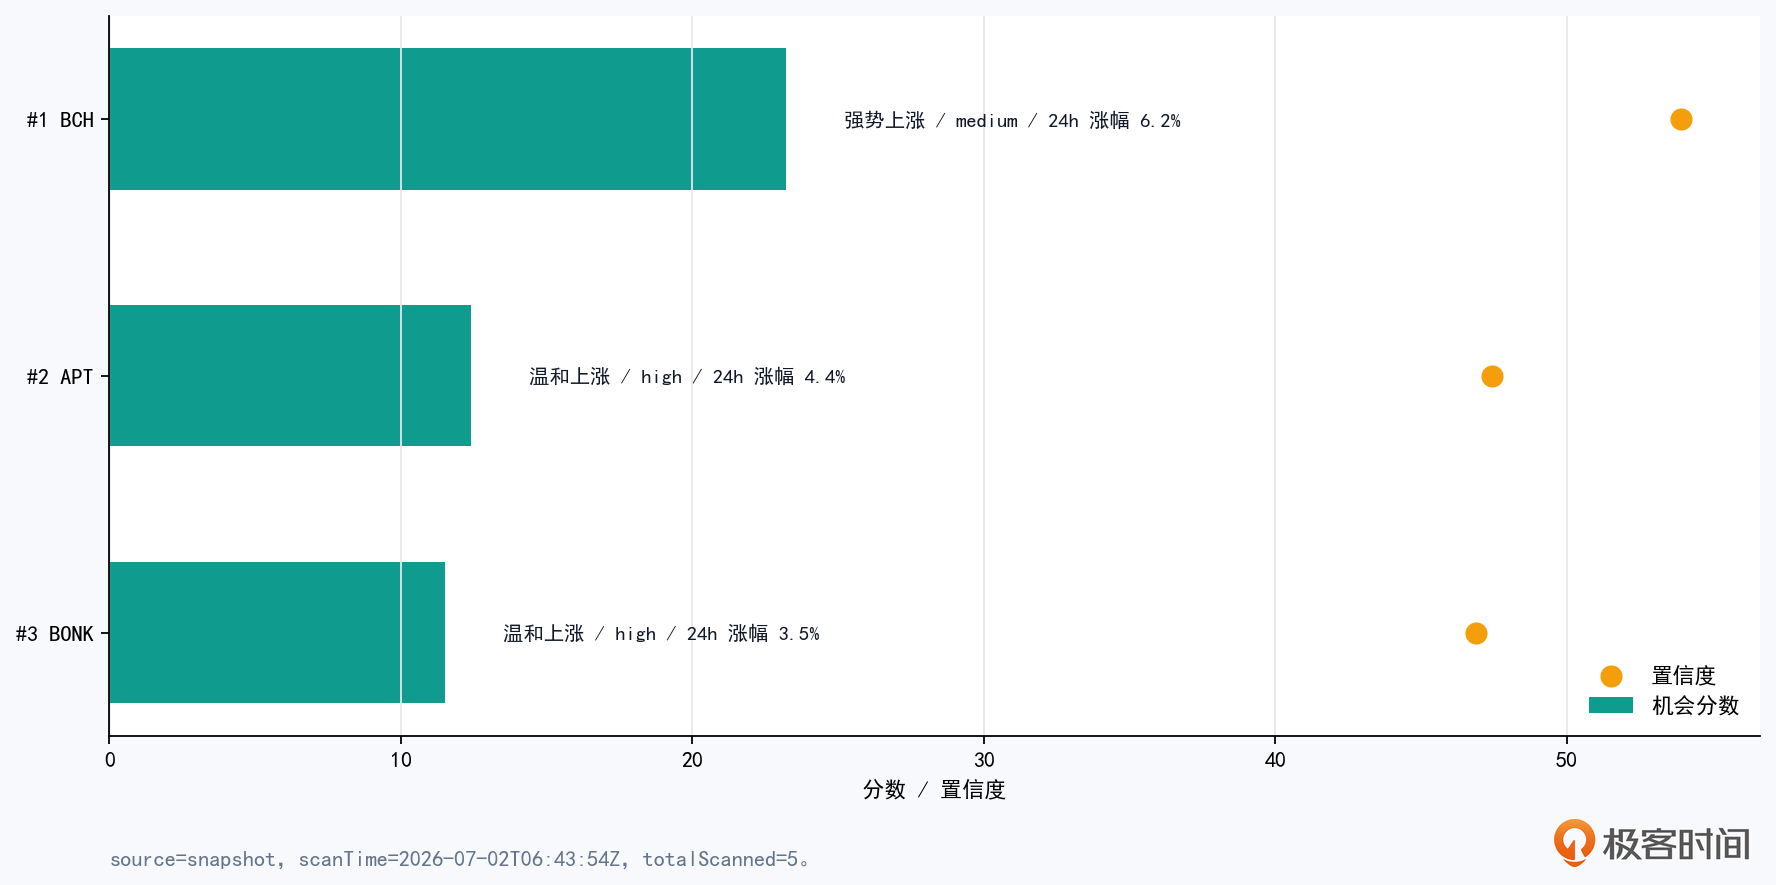 #1 BCH
强势上涨 / medium / 24h 涨幅 6.2%
#2 APT
温和上涨 / high / 24h 涨幅 4.4%
#3 BONK
温和上涨 / high / 24h 涨幅 3.5%
置信度
机会分数
0 10 20 30 40 50
分数 / 置信度
source=snapshot, scanTime=2026-07-02T06:43:54Z, totalScanned=5。
极客时间